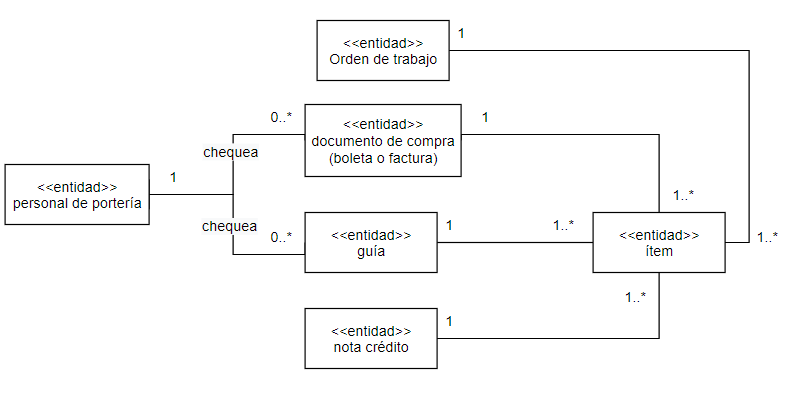 <<entidad>>
Orden de trabajo
1
0..*
<<entidad>>
documento de compra
(boleta o factura)
1
chequea
<<entidad>>
personal de portería
1
1..*
chequea
0..*
<<entidad>>
guía
1
1..*
<<entidad>>
ítem
1..*
1..*
<<entidad>>
nota crédito
1